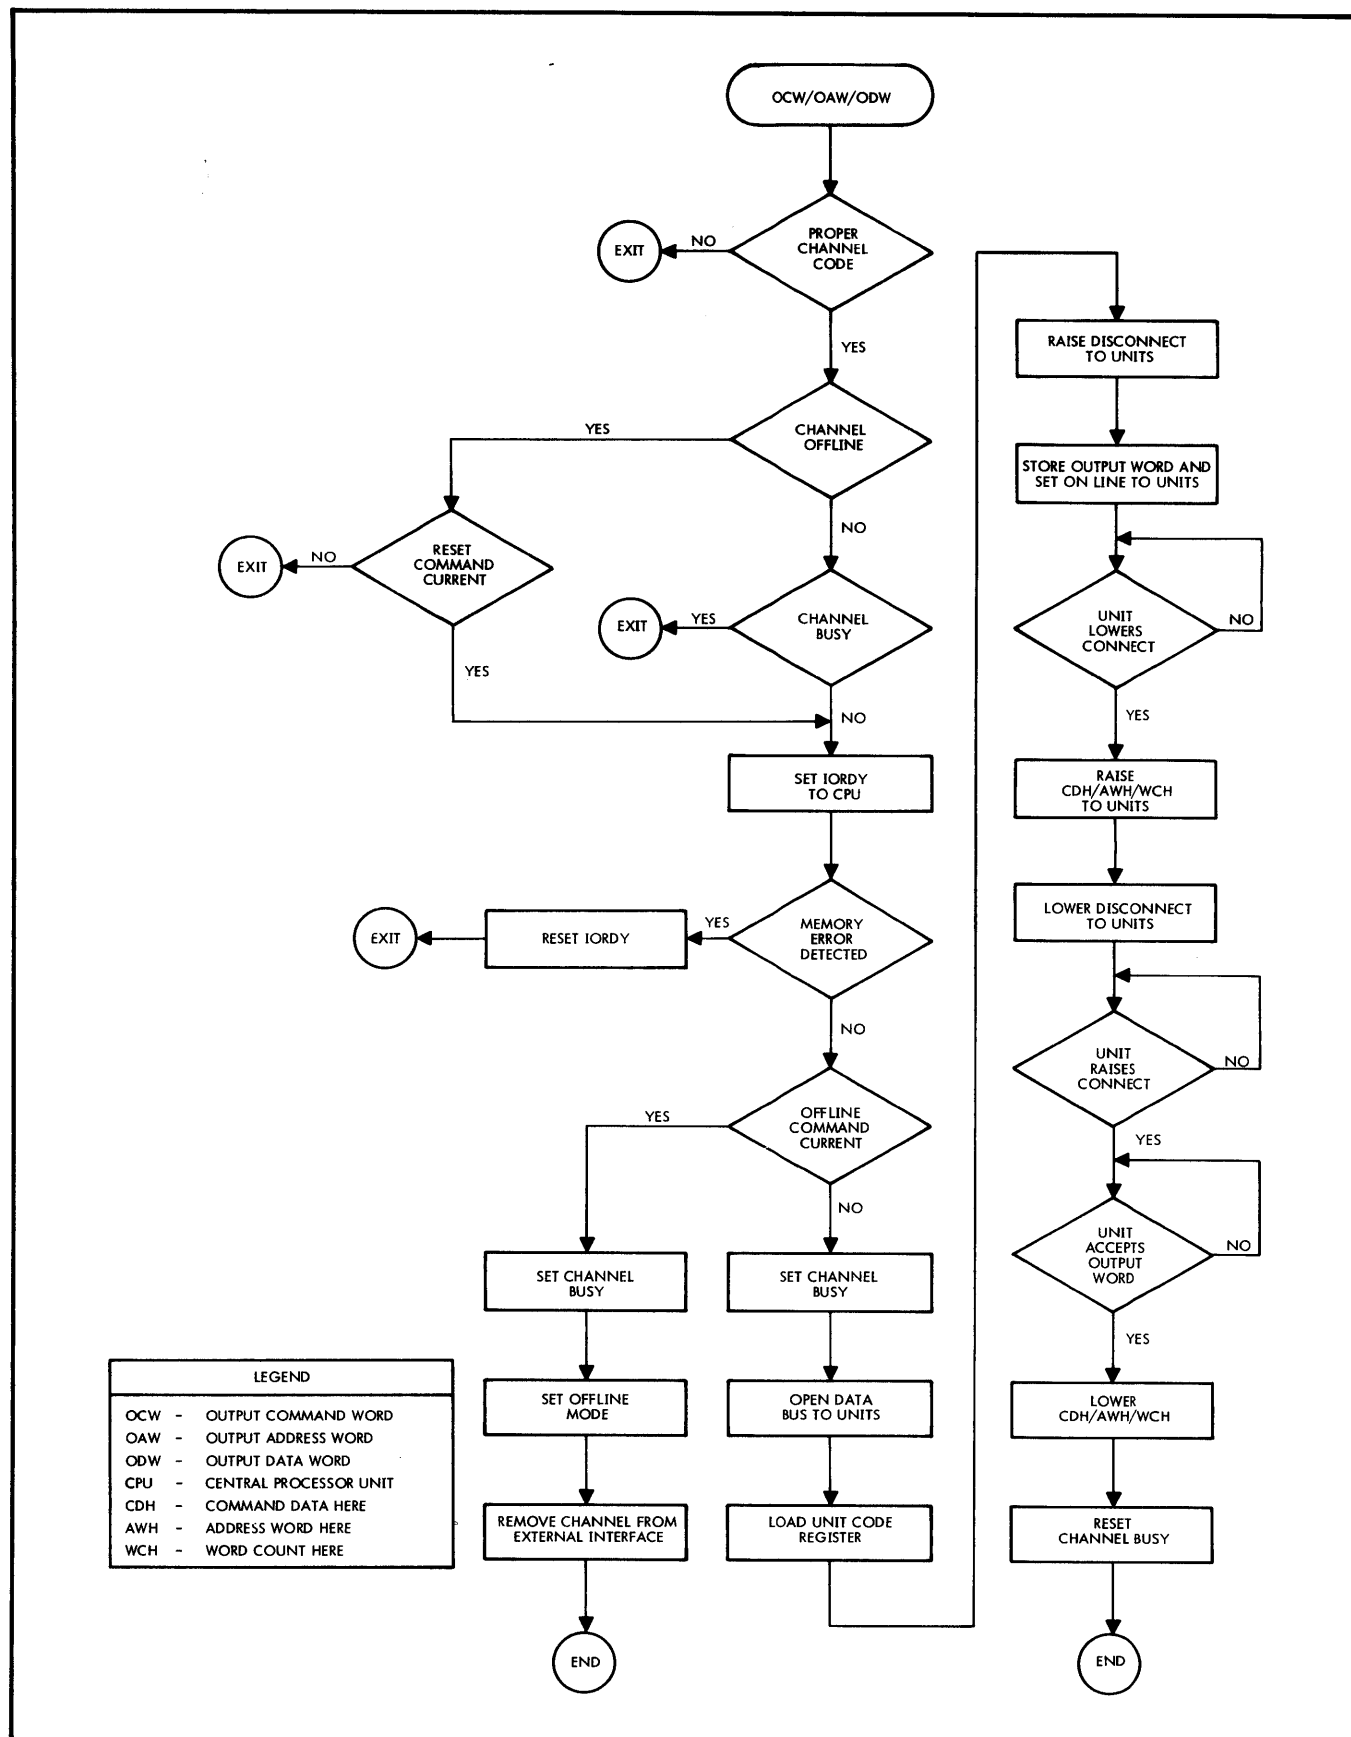 OCW/OAW/ODW
PROPER
CHANNEL
CODE
NO
EXIT
YES
CHANNEL
OFFLINE
YES
NO
RESET
COMMAND
CURRENT
NO
EXIT
YES
CHANNEL
BUSY
YES
EXIT
NO
SET IORDY
TO CPU
MEMORY
ERROR
DETECTED
YES
RESET IORDY
EXIT
NO
OFFLINE
COMMAND
CURRENT
YES
NO
SET CHANNEL
BUSY
SET OFFLINE
MODE
REMOVE CHANNEL FROM
EXTERNAL INTERFACE
END
SET CHANNEL
BUSY
OPEN DATA
BUS TO UNITS
LOAD UNIT CODE
REGISTER
RAISE DISCONNECT
TO UNITS
STORE OUTPUT WORD AND
SET ON LINE TO UNITS
UNIT
LOWERS
CONNECT
NO
YES
RAISE
CDH/AWH/WCH
TO UNITS
LOWER DISCONNECT
TO UNITS
UNIT
RAISES
CONNECT
NO
YES
UNIT
ACCEPTS
OUTPUT
WORD
NO
YES
LOWER
CDH/AWH/WCH
RESET
CHANNEL BUSY
END
LEGEND
OCW - OUTPUT COMMAND WORD
OAW - OUTPUT ADDRESS WORD
ODW - OUTPUT DATA WORD
CPU - CENTRAL PROCESSOR UNIT
CDH - COMMAND DATA HERE
AWH - ADDRESS WORD HERE
WCH - WORD COUNT HERE